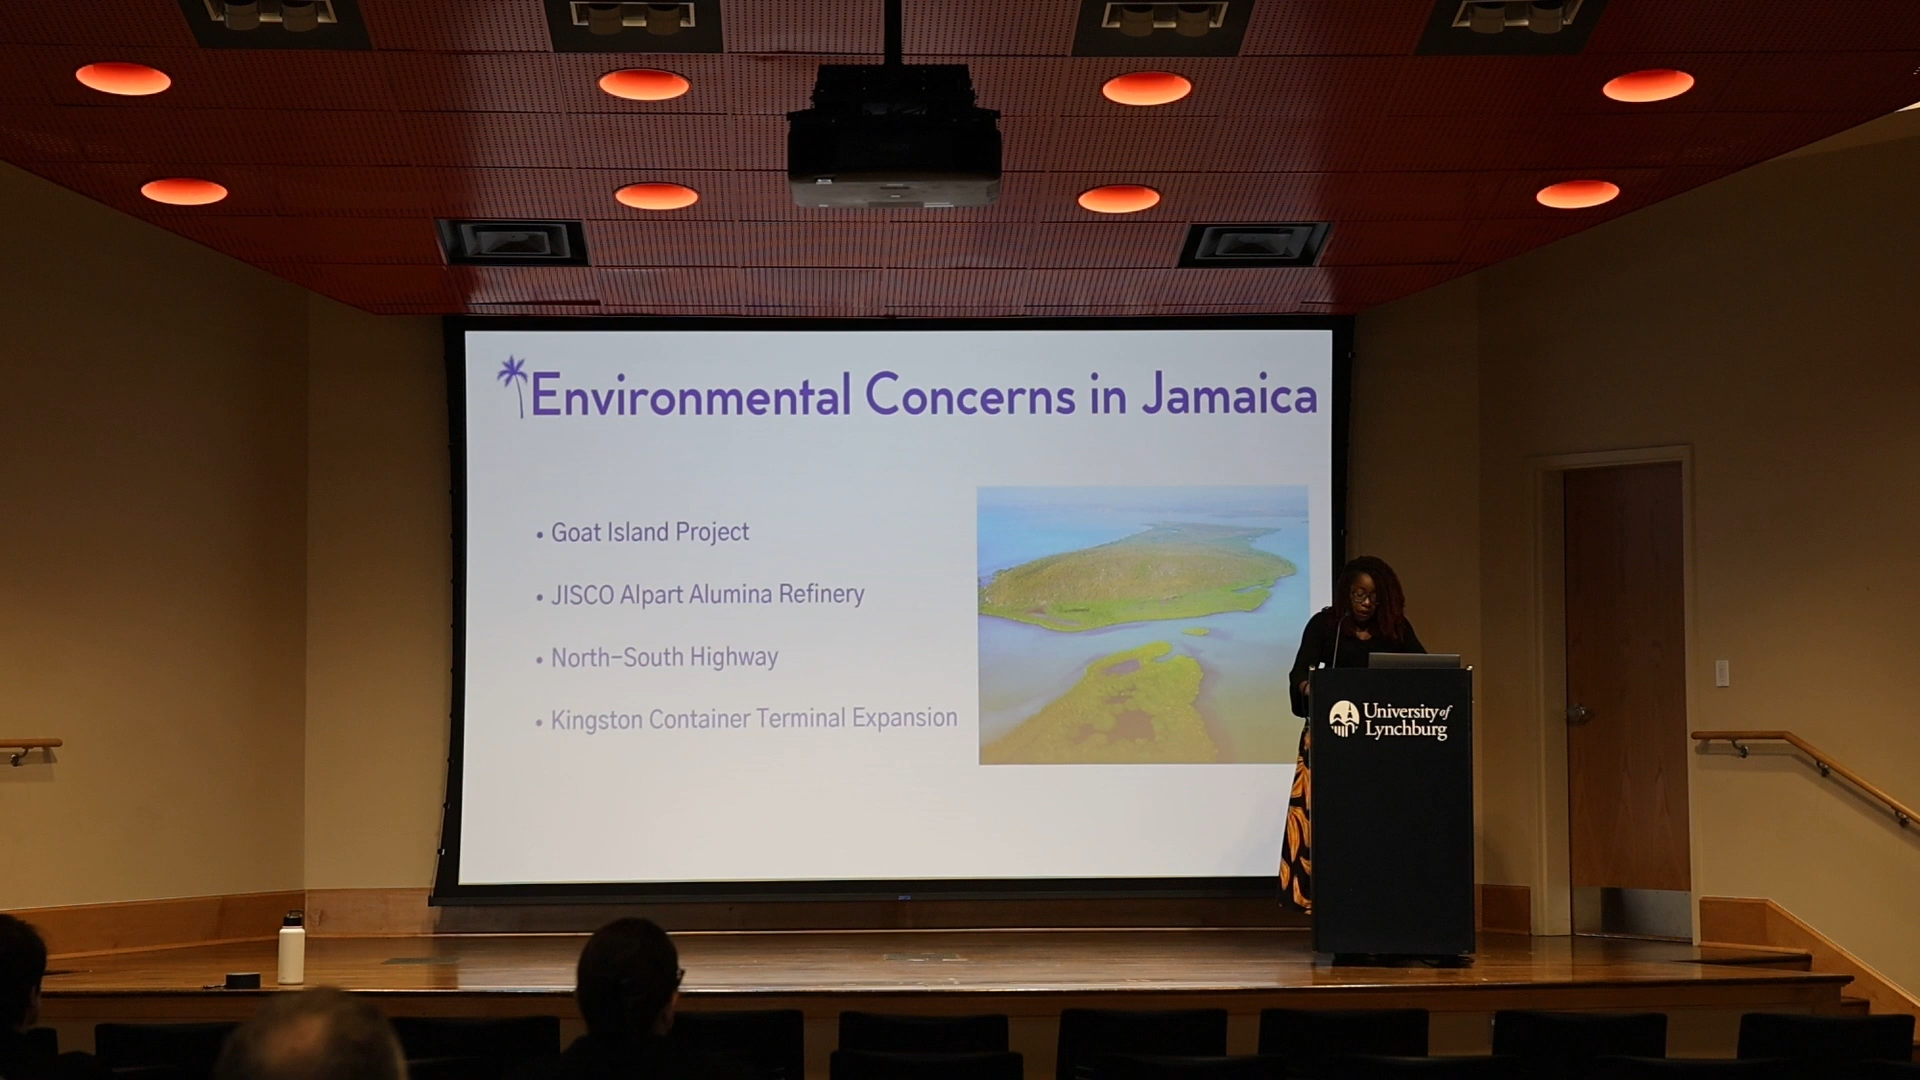 Environmental Concerns in Jamaica
• Goat Island Project
• JISCO Alpart Alumina Refinery
• North-South Highway
• Kingston Container Terminal Expansion
University of
Lynchburg